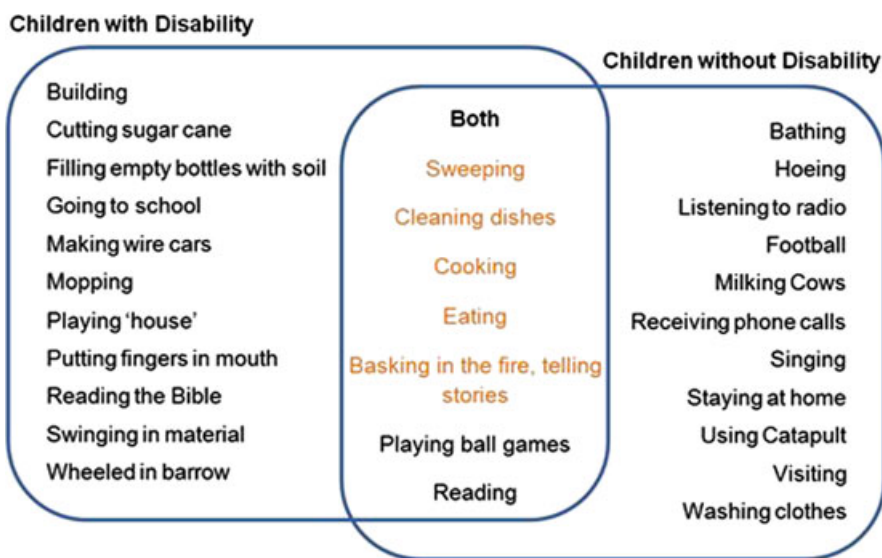 Children with Disability
Building
Cutting sugar cane
Filling empty bottles with soil
Going to school
Making wire cars
Mopping
Playing ‘house’
Putting fingers in mouth
Reading the Bible
Swinging in material
Wheeled in barrow
Both
Sweeping
Cleaning dishes
Cooking
Eating
Basking in the fire, telling
stories
Playing ball games
Reading
Children without Disability
Bathing
Hoeing
Listening to radio
Football
Milking Cows
Receiving phone calls
Singing
Staying at home
Using Catapult
Visiting
Washing clothes